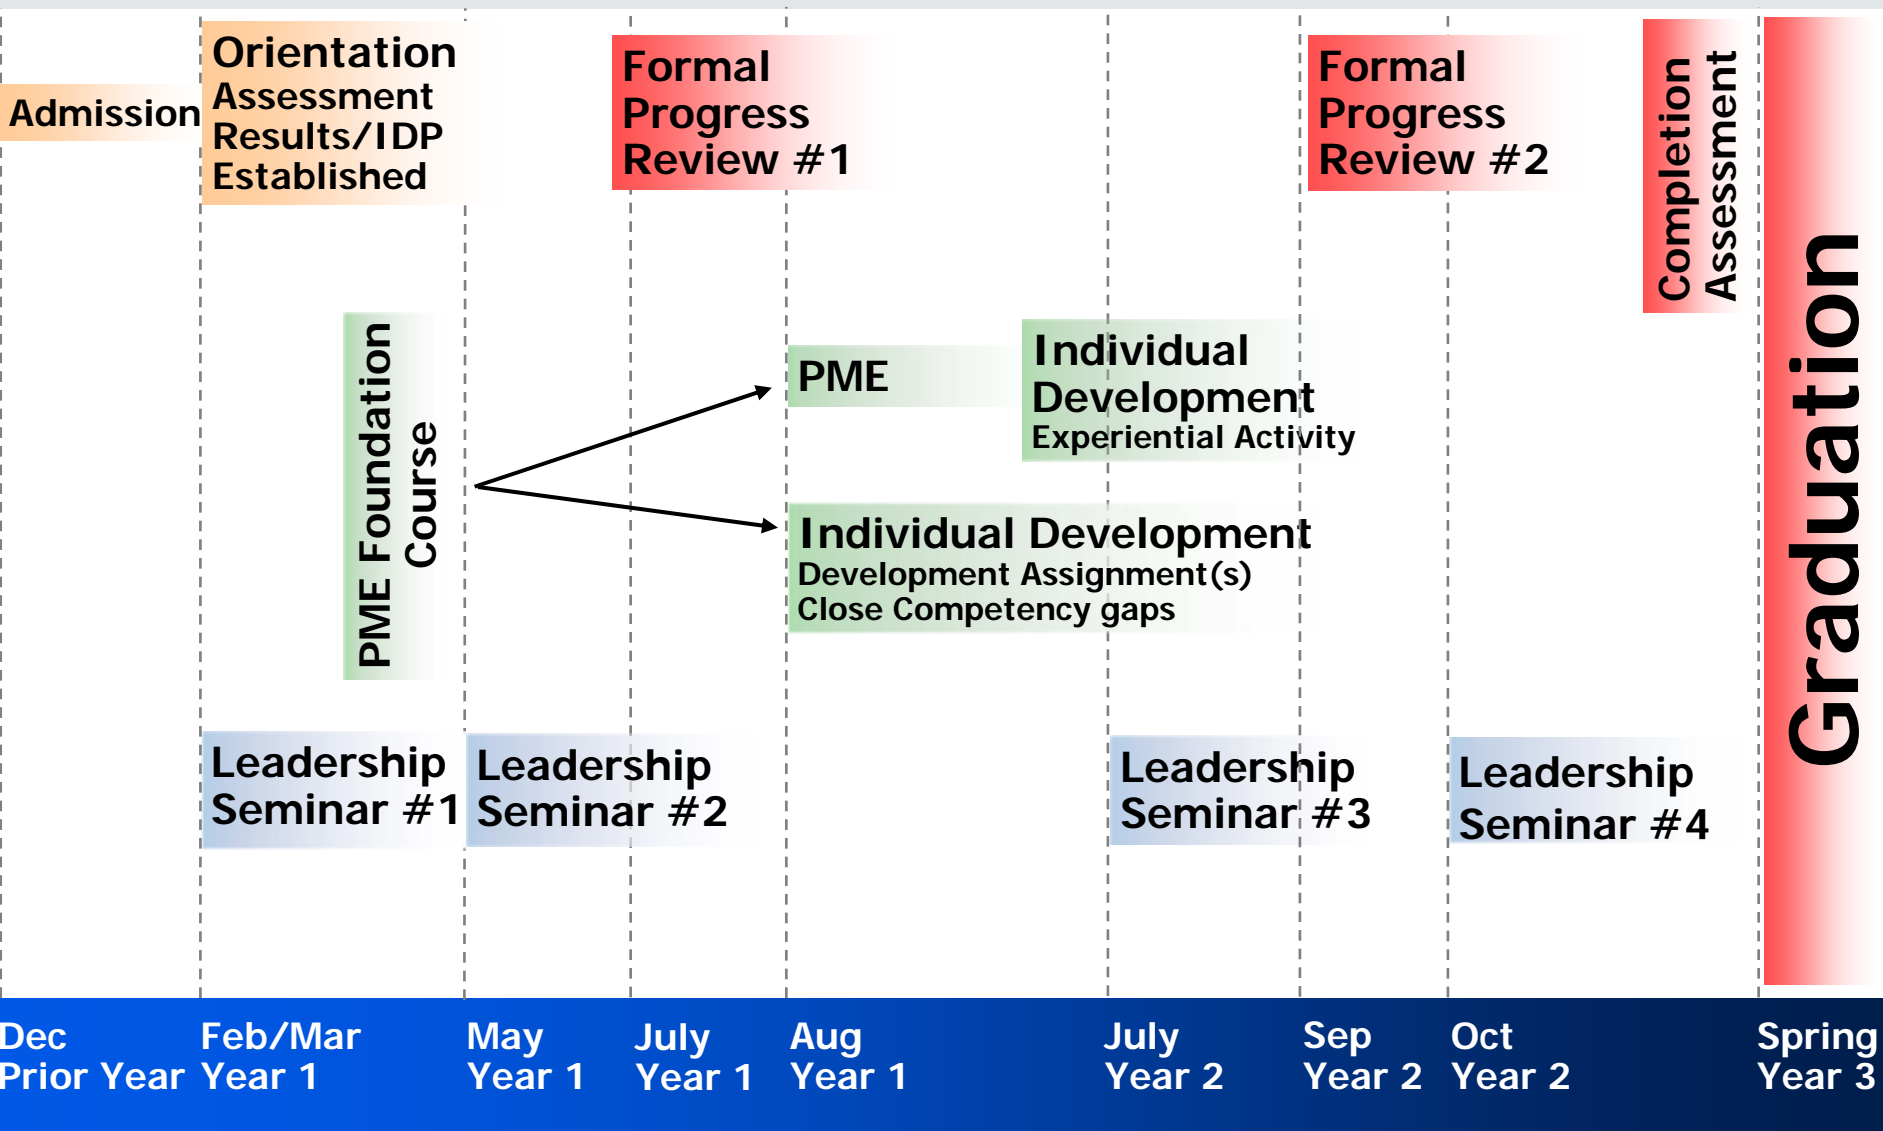 Admission
Orientation
Assessment
Results/IDP
Established
Formal
Progress
Review #1
Formal
Progress
Review #2
Completion
Assessment
Graduation
PME Foundation
Course
PME
Individual
Development
Experiential Activity
Individual Development
Development Assignment(s)
Close Competency gaps
Leadership
Seminar #1
Leadership
Seminar #2
Leadership
Seminar #3
Leadership
Seminar #4
Dec
Prior Year
Feb/Mar
Year 1
May
Year 1
July
Year 1
Aug
Year 1
July
Year 2
Sep
Year 2
Oct
Year 2
Spring
Year 3